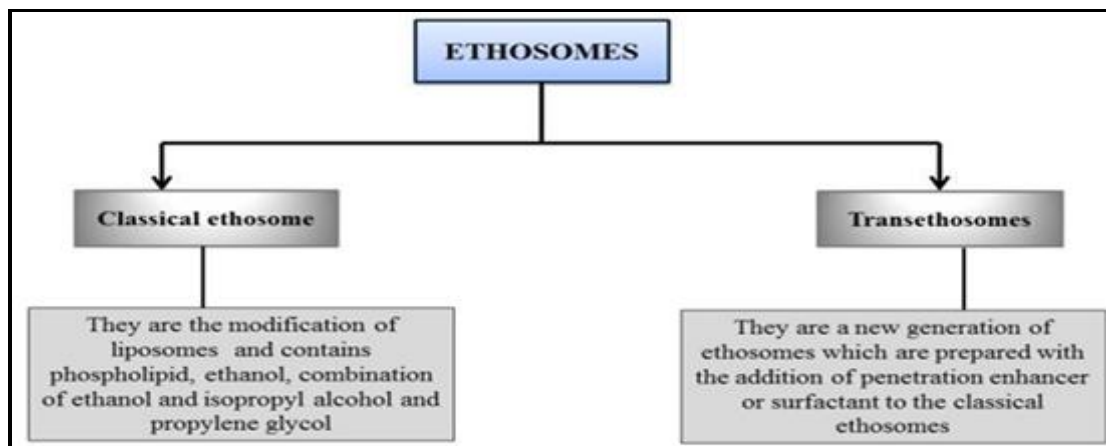 ETHOSOMES
Classical ethosome
Transethosomes
They are the modification of
liposomes and contains
phospholipid, ethanol, combination
of ethanol and isopropyl alcohol and
propylene glycol
They are a new generation of
ethosomes which are prepared with
the addition of penetration enhancer
or surfactant to the classical
ethosomes